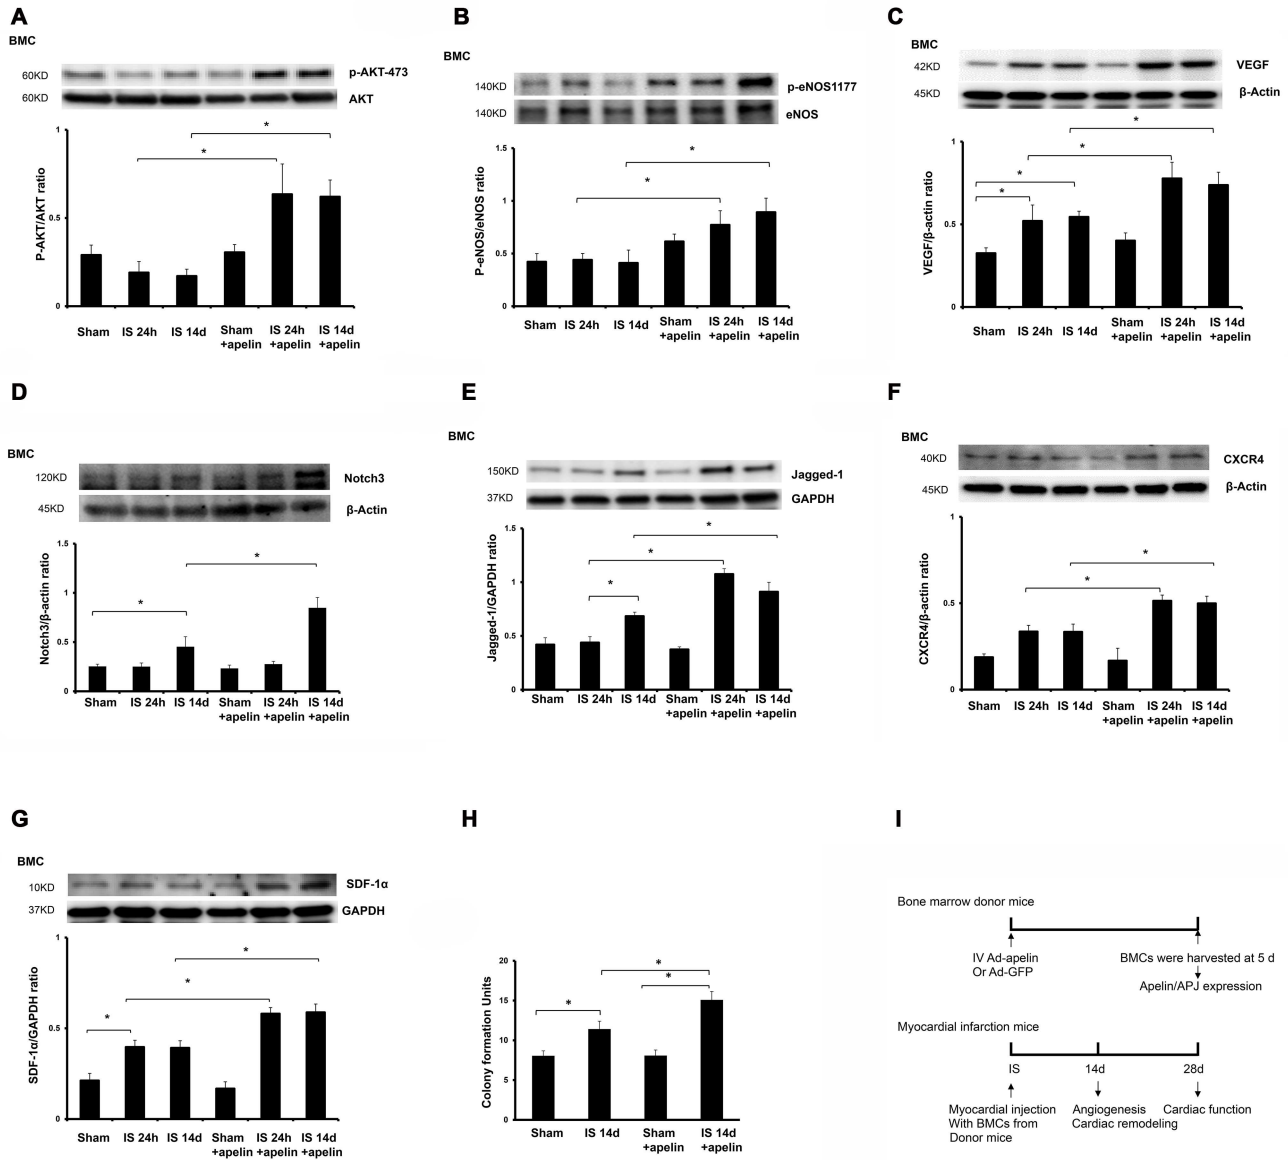 A
BMC
60KD
p-AKT-473
60KD
AKT
P-AKT/AKT ratio
1
0.5
0
*
*
Sham
IS 24h
IS 14d
Sham
+apelin
IS 24h
+apelin
IS 14d
+apelin
B
BMC
140KD
p-eNOS1177
140KD
eNOS
P-eNOS/eNOS ratio
1.5
1
0.5
0
*
*
Sham
IS 24h
IS 14d
Sham
+apelin
IS 24h
+apelin
IS 14d
+apelin
C
BMC
42KD
VEGF
45KD
β-Actin
VEGF/β-actin ratio
1
0.5
0
*
*
*
*
Sham
IS 24h
IS 14d
Sham
+apelin
IS 24h
+apelin
IS 14d
+apelin
D
BMC
120KD
Notch3
45KD
β-Actin
Notch3/β-actin ratio
1.5
1
0.5
0
*
*
Sham
IS 24h
IS 14d
Sham
+apelin
IS 24h
+apelin
IS 14d
+apelin
E
BMC
150KD
Jagged-1
37KD
GAPDH
Jagged-1/GAPDH ratio
1.5
1
0.5
0
*
*
*
Sham
IS 24h
IS 14d
Sham
+apelin
IS 24h
+apelin
IS 14d
+apelin
F
BMC
40KD
CXCR4
45KD
β-Actin
CXCR4/β-actin ratio
1
0.5
0
*
*
Sham
IS 24h
IS 14d
Sham
+apelin
IS 24h
+apelin
IS 14d
+apelin
G
BMC
10KD
SDF-1α
37KD
GAPDH
SDF-1α/GAPDH ratio
1
0.5
0
*
*
*
Sham
IS 24h
IS 14d
Sham
+apelin
IS 24h
+apelin
IS 14d
+apelin
H
Colony formation Units
20
15
10
5
0
*
*
*
Sham
IS 14d
Sham
+apelin
IS 14d
+apelin
I
Bone marrow donor mice
IV Ad-apelin
Or Ad-GFP
BMCs were harvested at 5 d
Apelin/APJ expression
Myocardial infarction mice
IS
14d
28d
Myocardial injection
With BMCs from
Donor mice
Angiogenesis
Cardiac remodeling
Cardiac function